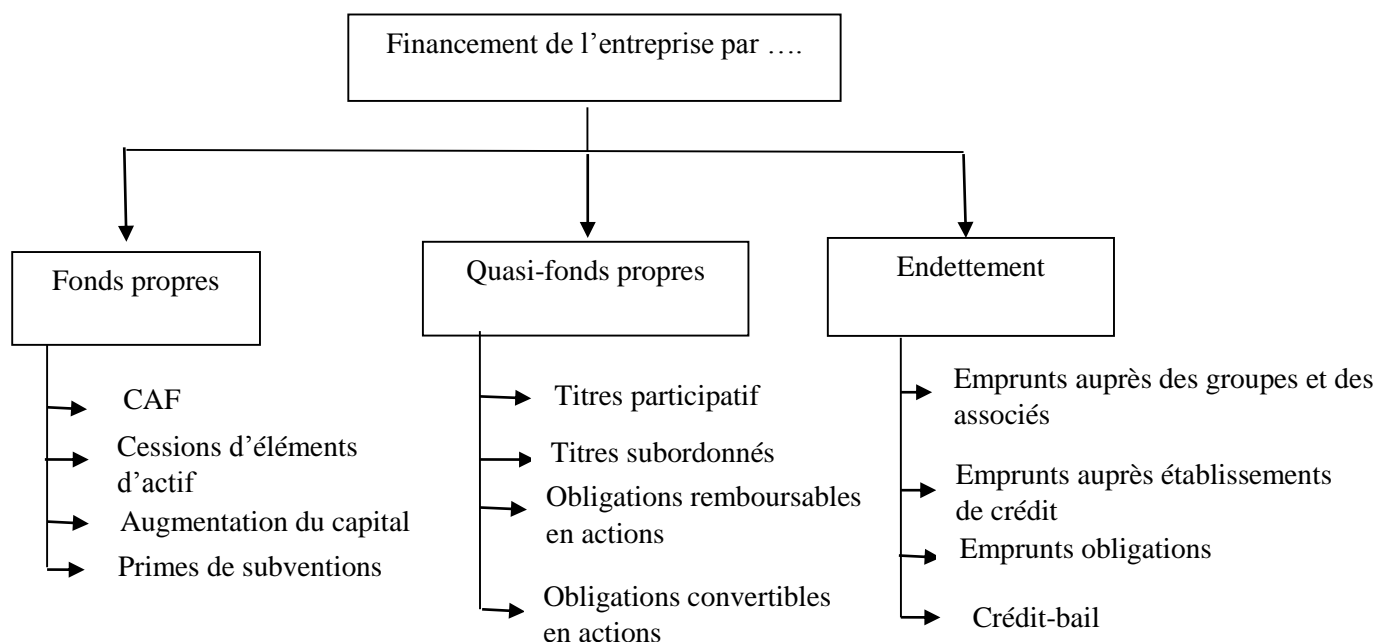 Financement de l’entreprise par ….
Fonds propres
CAF
Cessions d’éléments
d’actif
Augmentation du capital
Primes de subventions
Quasi-fonds propres
Titres participatif
Titres subordonnés
Obligations remboursables
en actions
Obligations convertibles
en actions
Endettement
Emprunts auprès des groupes et des
associés
Emprunts auprès établissements
de crédit
Emprunts obligations
Crédit-bail